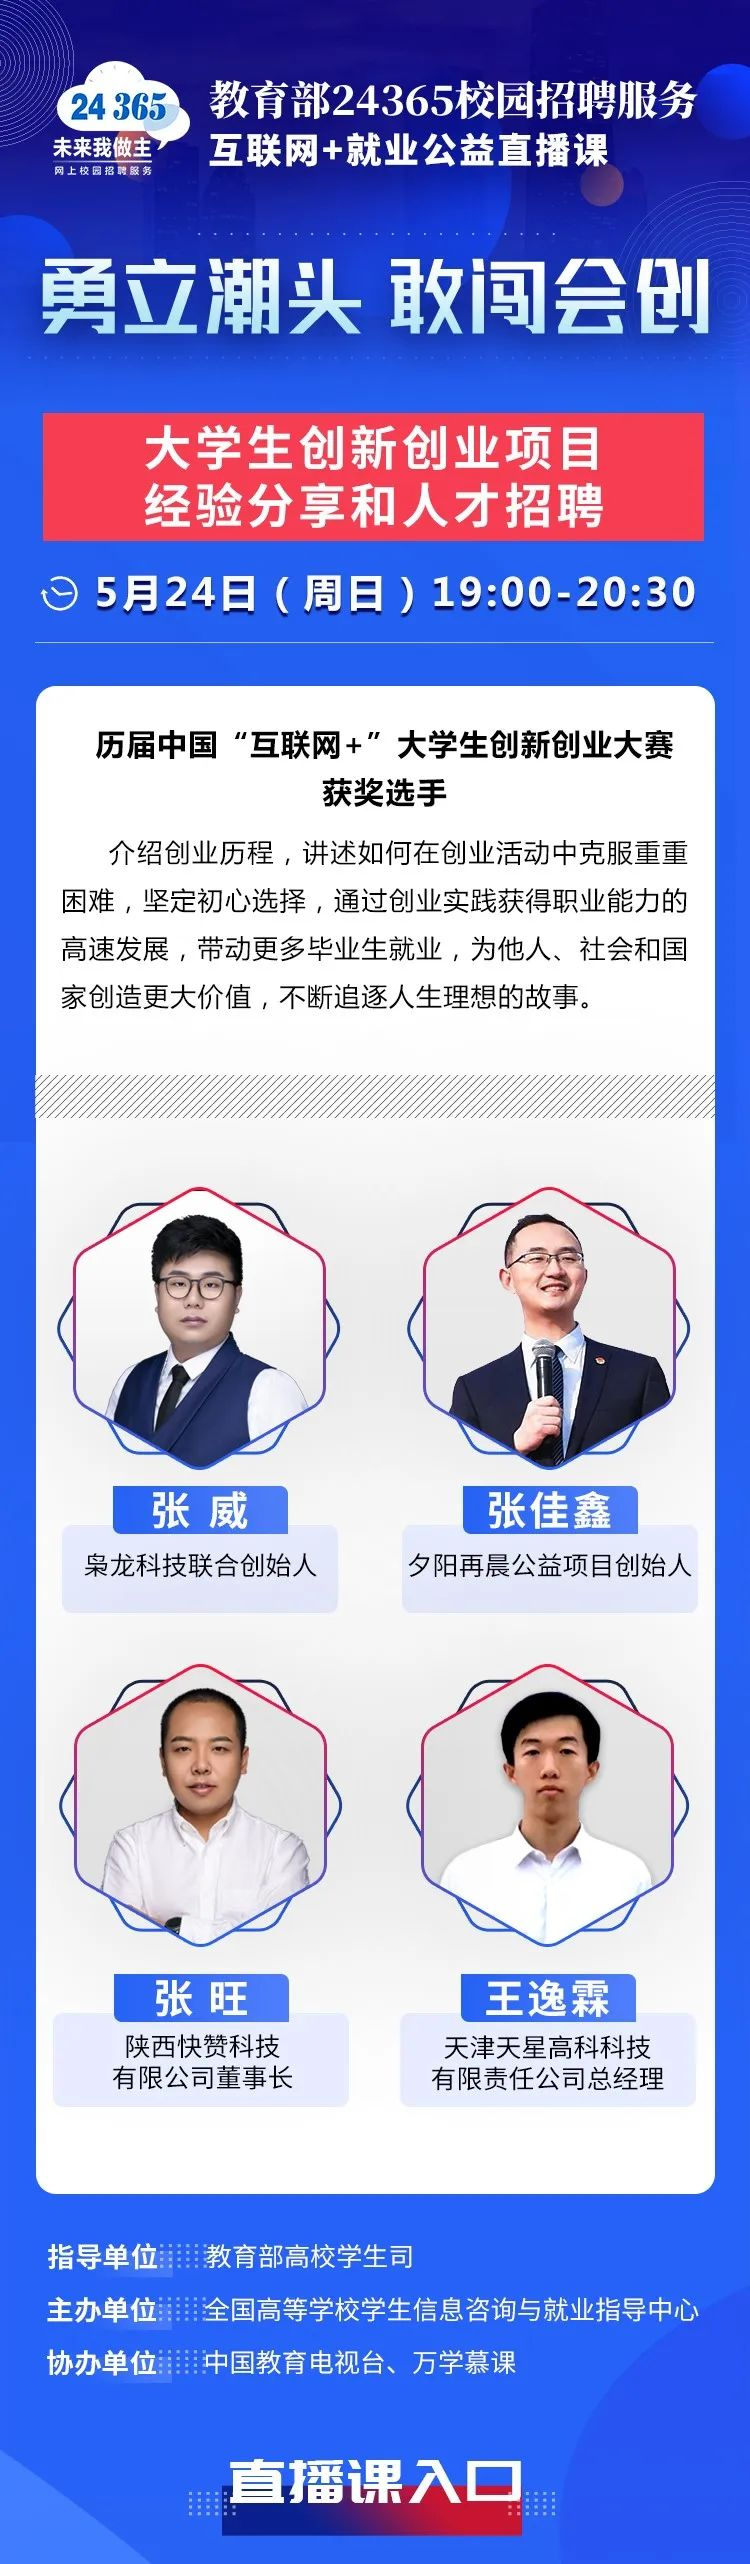 24 365
未来我做主
网上校园招聘服务
教育部24365校园招聘服务
互联网+就业公益直播课
勇立潮头 敢闯会创
大学生创新创业项目
经验分享和人才招聘
5月24日（周日）19:00-20:30
历届中国“互联网+”大学生创新创业大赛
获奖选手
介绍创业历程，讲述如何在创业活动中克服重重
困难，坚定初心选择，通过创业实践获得职业能力的
高速发展，带动更多毕业生就业，为他人、社会和国
家创造更大价值，不断追逐人生理想的故事。
张 威
枭龙科技联合创始人
张佳鑫
夕阳再晨公益项目创始人
张 旺
陕西快赞科技
有限公司董事长
王逸霖
天津天星高科科技
有限责任公司总经理
指导单位 教育部高校学生司
主办单位 全国高等学校学生信息咨询与就业指导中心
协办单位 中国教育电视台、万学慕课
直播课入口